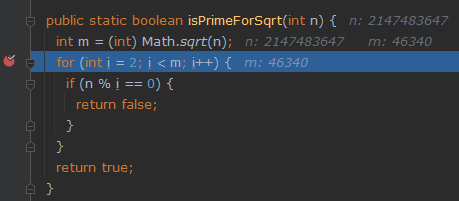 public static boolean isPrimeForSqrt(int n) { n: 2147483647
int m = (int) Math.sqrt(n); n: 2147483647 m: 46340
for (int i = 2; i < m; i++) { m: 46340
if (n % i == 0) {
return false;
}
}
return true;
}